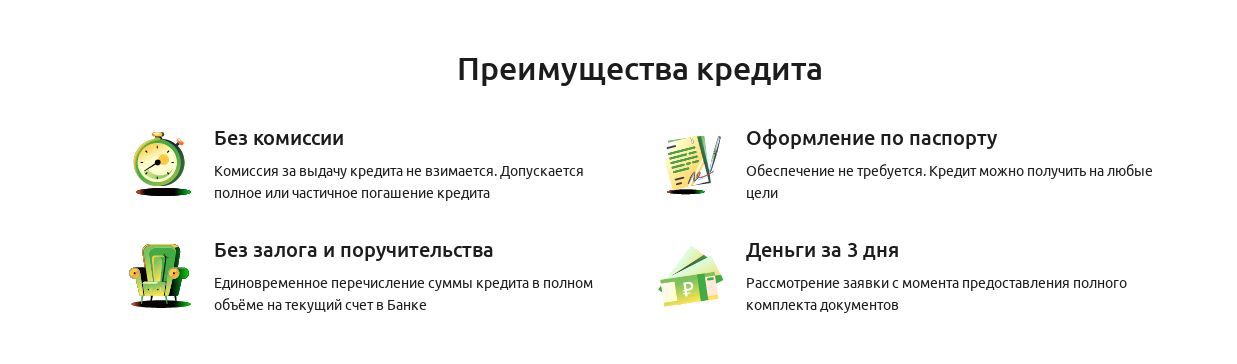 Преимущества кредита
Без комиссии
Комиссия за выдачу кредита не взимается. Допускается
полное или частичное погашение кредита
Оформление по паспорту
Обеспечение не требуется. Кредит можно получить на любые
цели
Без залога и поручительства
Единовременное перечисление суммы кредита в полном
объёме на текущий счет в Банке
Деньги за 3 дня
Рассмотрение заявки с момента предоставления полного
комплекта документов
₽